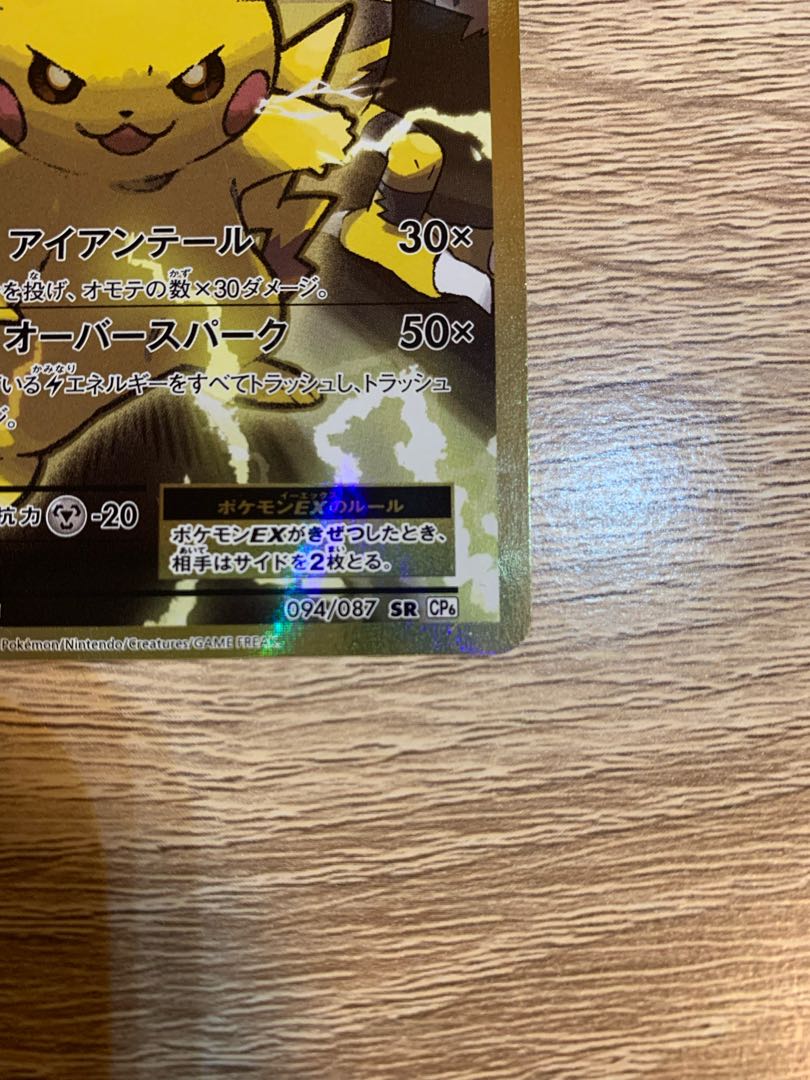 アイアンテール 30×
を投げ、オモテの数×30ダメージ。
オーバースパーク 50×
いるエネルギーをすべてトラッシュし、トラッシュ
ジ。
抗力 -20
ポケモンEXのルール
ポケモンEXがきぜつしたとき、
相手はサイドを2枚とる。
094/087 SR CP6
Pokémon/Nintendo/Creatures/GAME FREAK